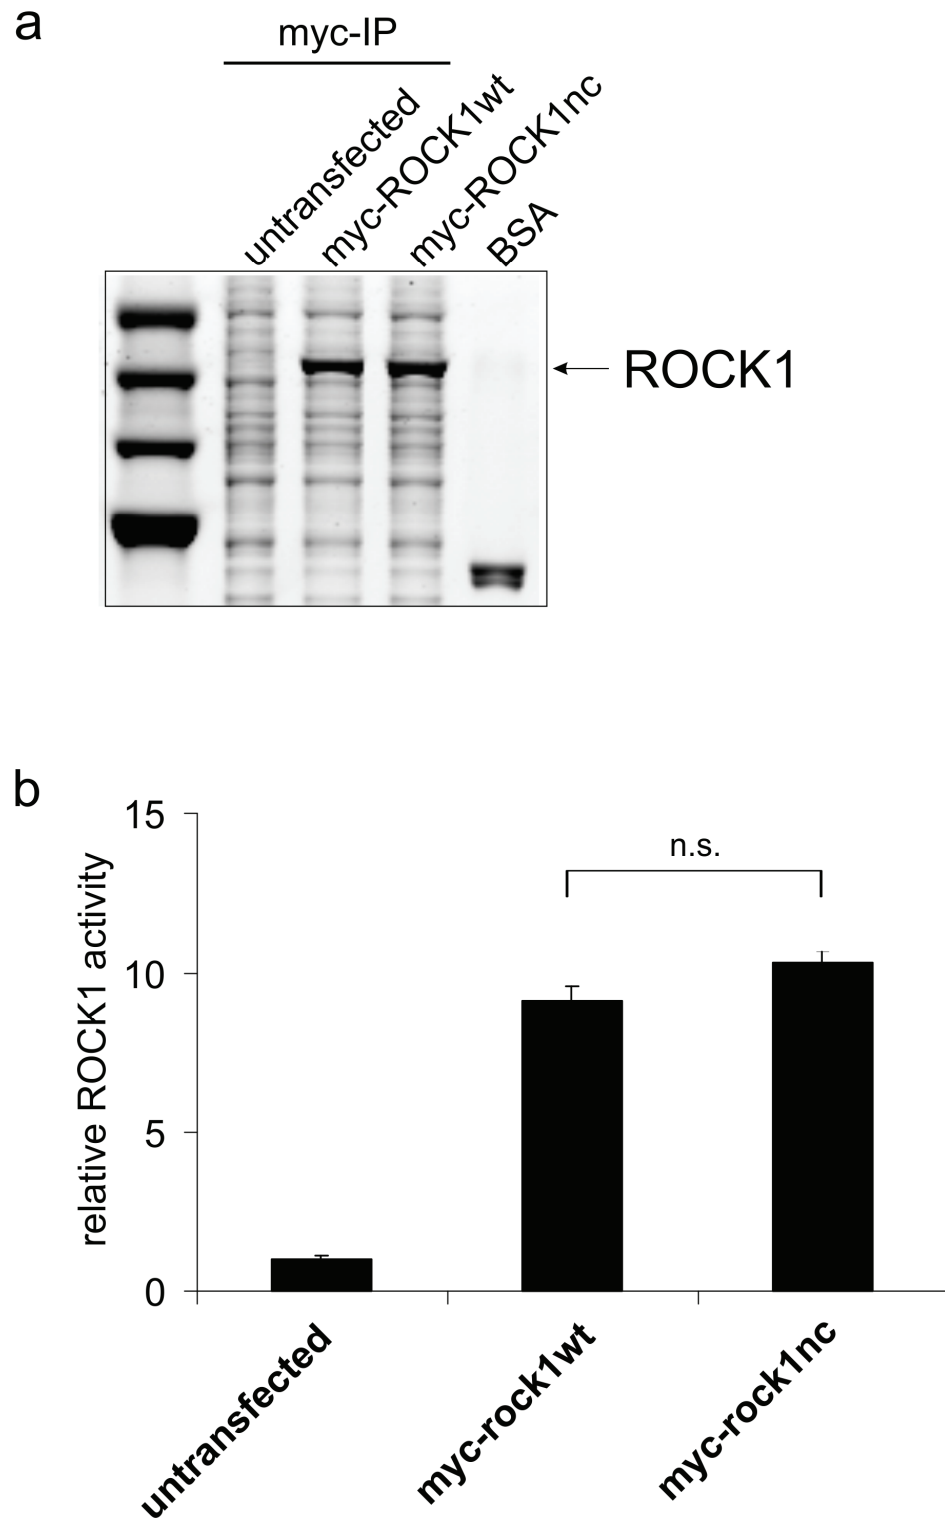 a
myc-IP
untransfected
myc-ROCK1wt
myc-ROCK1nc
BSA
ROCK1
b
15
n.s.
10
5
0
relative ROCK1 activity
untransfected
myc-rock1wt
myc-rock1nc